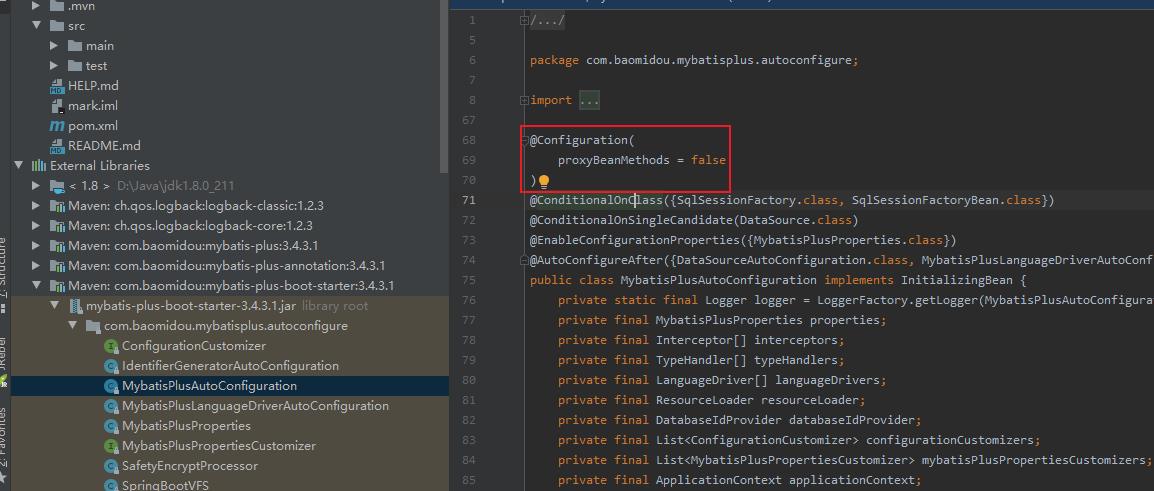 .mvn
src
main
test
HELP.md
mark.iml
pom.xml
README.md
External Libraries
< 1.8 > D:\Java\jdk1.8.0_211
Maven: ch.qos.logback:logback-classic:1.2.3
Maven: ch.qos.logback:logback-core:1.2.3
Maven: com.baomidou:mybatis-plus:3.4.3.1
Maven: com.baomidou:mybatis-plus-annotation:3.4.3.1
Maven: com.baomidou:mybatis-plus-boot-starter:3.4.3.1
mybatis-plus-boot-starter-3.4.3.1.jar library root
com.baomidou.mybatisplus.autoconfigure
ConfigurationCustomizer
IdentifierGeneratorAutoConfiguration
MybatisPlusAutoConfiguration
MybatisPlusLanguageDriverAutoConfiguration
MybatisPlusProperties
MybatisPlusPropertiesCustomizer
SafetyEncryptProcessor
SpringBootVFS
Z: Structure
JRebel
2: Favorites
1 /.../
5
6 package com.baomidou.mybatisplus.autoconfigure;
7
8 import ...
67
68 @Configuration(
69 proxyBeanMethods = false
70 )
71 @ConditionalOnClass({SqlSessionFactory.class, SqlSessionFactoryBean.class})
72 @ConditionalOnSingleCandidate(DataSource.class)
73 @EnableConfigurationProperties({MybatisPlusProperties.class})
74 @AutoConfigureAfter({DataSourceAutoConfiguration.class, MybatisPlusLanguageDriverAutoConf
75 public class MybatisPlusAutoConfiguration implements InitializingBean {
76 private static final Logger logger = LoggerFactory.getLogger(MybatisPlusAutoConfigura
77 private final MybatisPlusProperties properties;
78 private final Interceptor[] interceptors;
79 private final TypeHandler[] typeHandlers;
80 private final LanguageDriver[] languageDrivers;
81 private final ResourceLoader resourceLoader;
82 private final DatabaseIdProvider databaseIdProvider;
83 private final List<ConfigurationCustomizer> configurationCustomizers;
84 private final List<MybatisPlusPropertiesCustomizer> mybatisPlusPropertiesCustomizers;
85 private final ApplicationContext applicationContext;